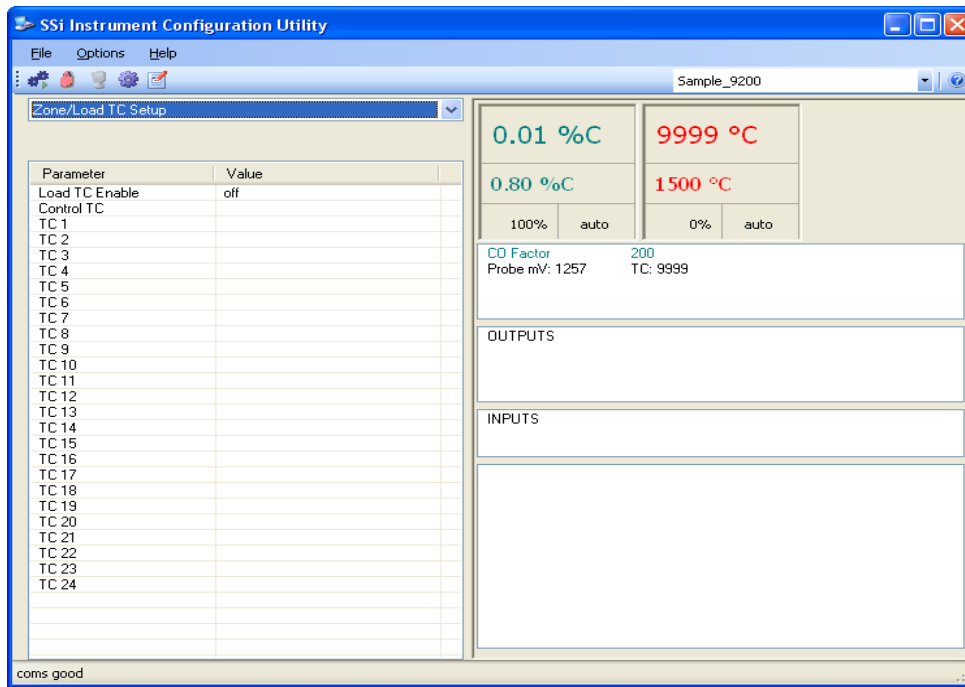 SSi Instrument Configuration Utility
File Options Help
Sample_9200
Zone/Load TC Setup
Parameter Value
Load TC Enable off
Control TC
TC 1
TC 2
TC 3
TC 4
TC 5
TC 6
TC 7
TC 8
TC 9
TC 10
TC 11
TC 12
TC 13
TC 14
TC 15
TC 16
TC 17
TC 18
TC 19
TC 20
TC 21
TC 22
TC 23
TC 24
0.01 %C
0.80 %C
100% auto
9999 °C
1500 °C
0% auto
CO Factor 200
Probe mV: 1257 TC: 9999
OUTPUTS
INPUTS
coms good